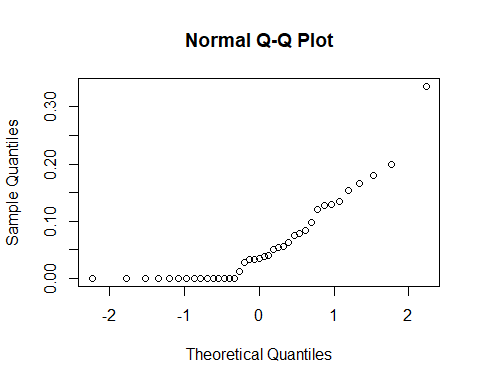 Normal Q-Q Plot
Sample Quantiles
0.30
0.20
0.10
0.00
-2 -1 0 1 2
Theoretical Quantiles